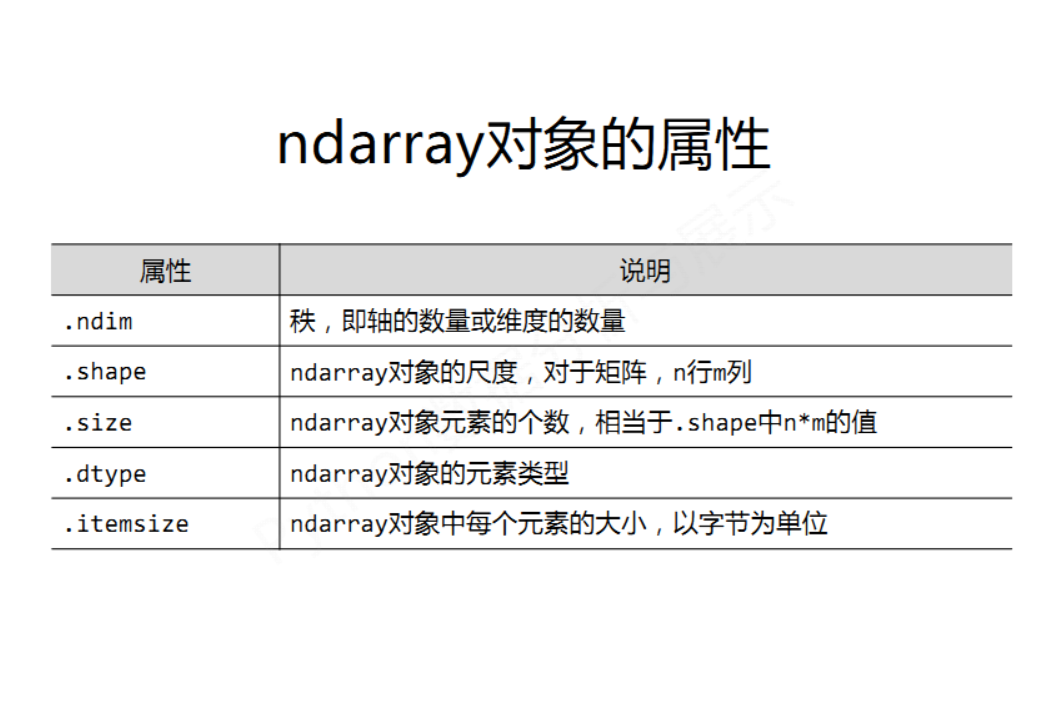 ndarray对象的属性
属性 说明
.ndim 秩，即轴的数量或维度的数量
.shape ndarray对象的尺度，对于矩阵，n行m列
.size ndarray对象元素的个数，相当于.shape中n*m的值
.dtype ndarray对象的元素类型
.itemsize ndarray对象中每个元素的大小，以字节为单位